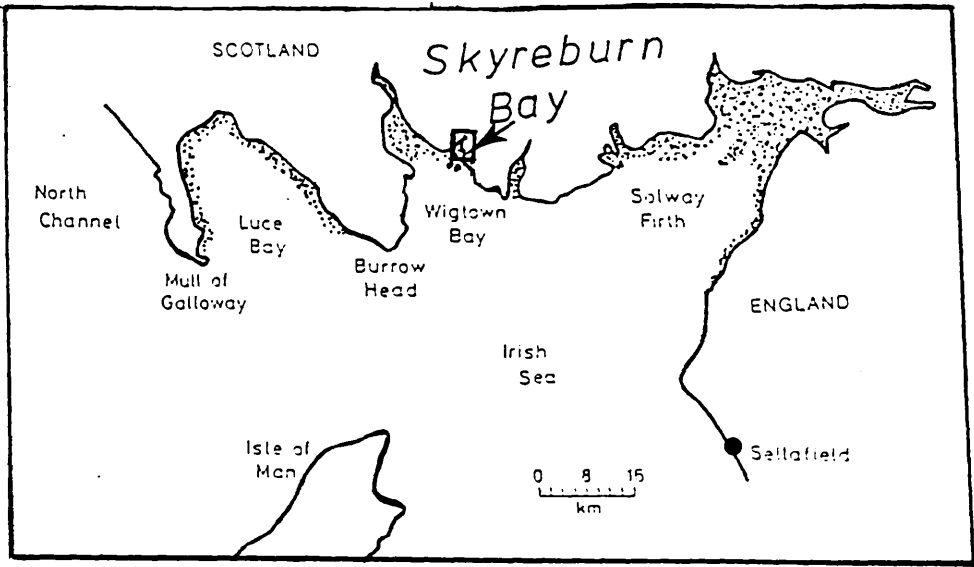 SCOTLAND
Skyreburn
Bay
North
Channel
Luce
Bay
Wigtown
Bay
Solway
Firth
Mull of
Galloway
Burrow
Head
ENGLAND
Irish
Sea
Isle of
Man
Sellafield
0 8 15
km